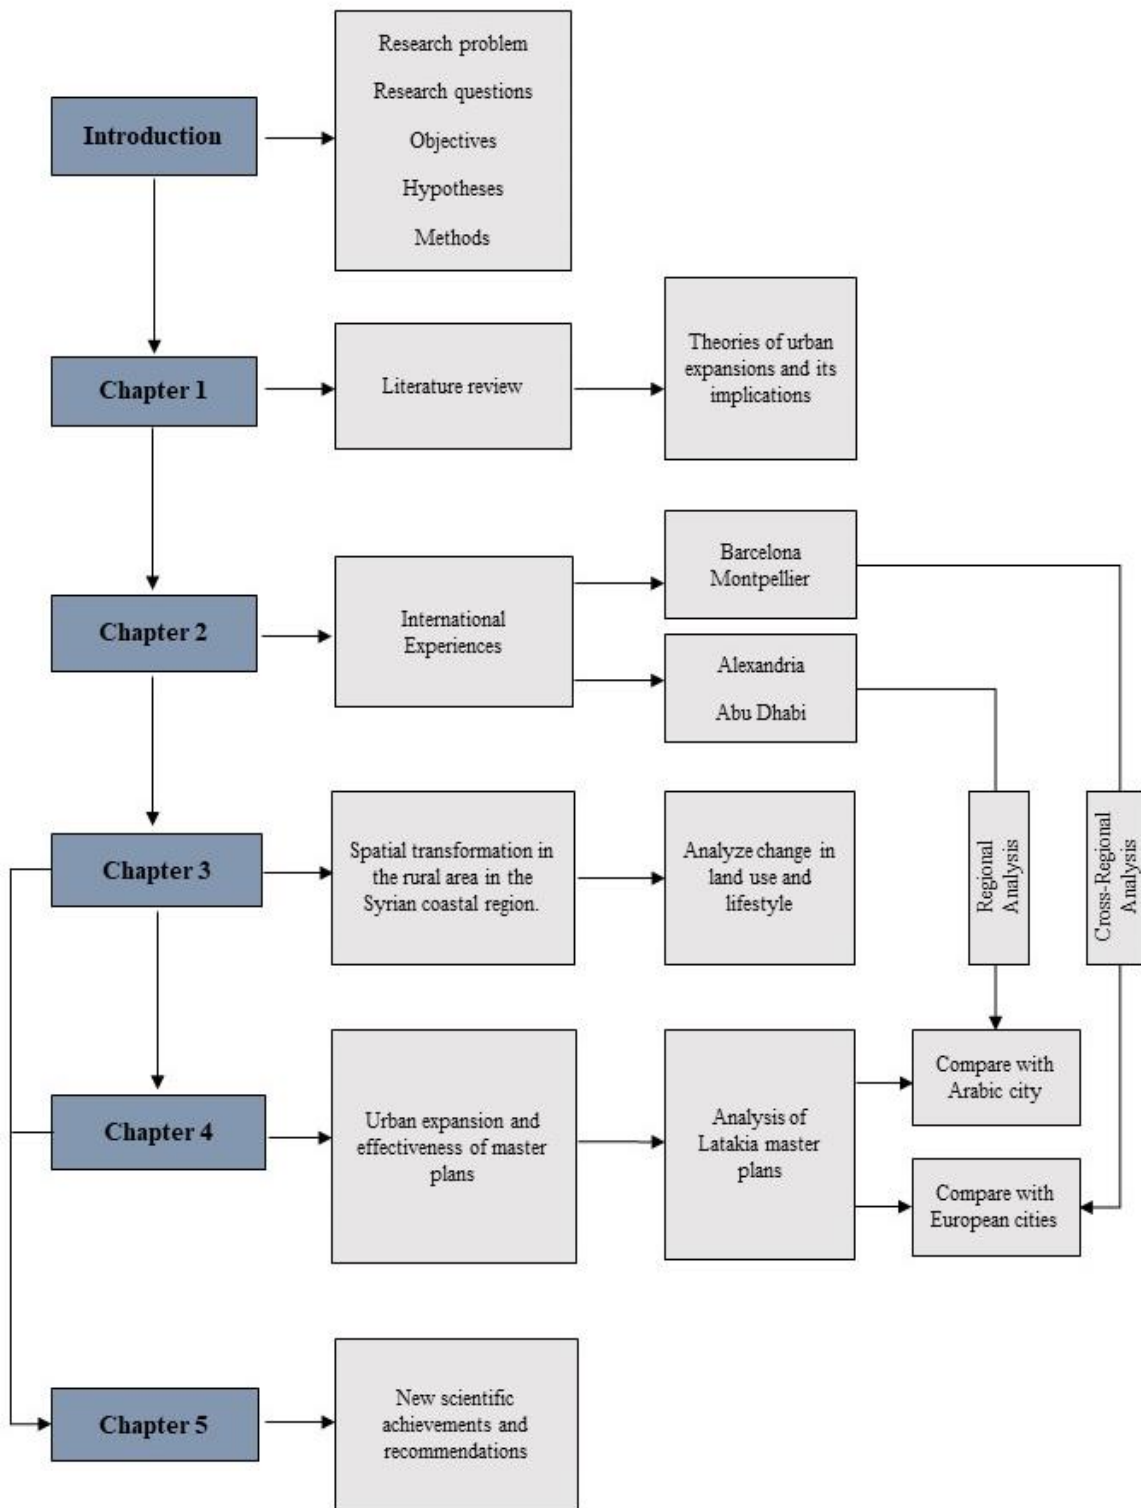 Introduction
Research problem
Research questions
Objectives
Hypotheses
Methods
Chapter 1
Literature review
Theories of urban
expansions and its
implications
Chapter 2
International
Experiences
Barcelona
Montpellier
Alexandria
Abu Dhabi
Regional
Analysis
Cross-Regional
Analysis
Chapter 3
Spatial transformation in
the rural area in the
Syrian coastal region.
Analyze change in
land use and
lifestyle
Chapter 4
Urban expansion and
effectiveness of master
plans
Analysis of
Latakia master
plans
Compare with
Arabic city
Compare with
European cities
Chapter 5
New scientific
achievements and
recommendations